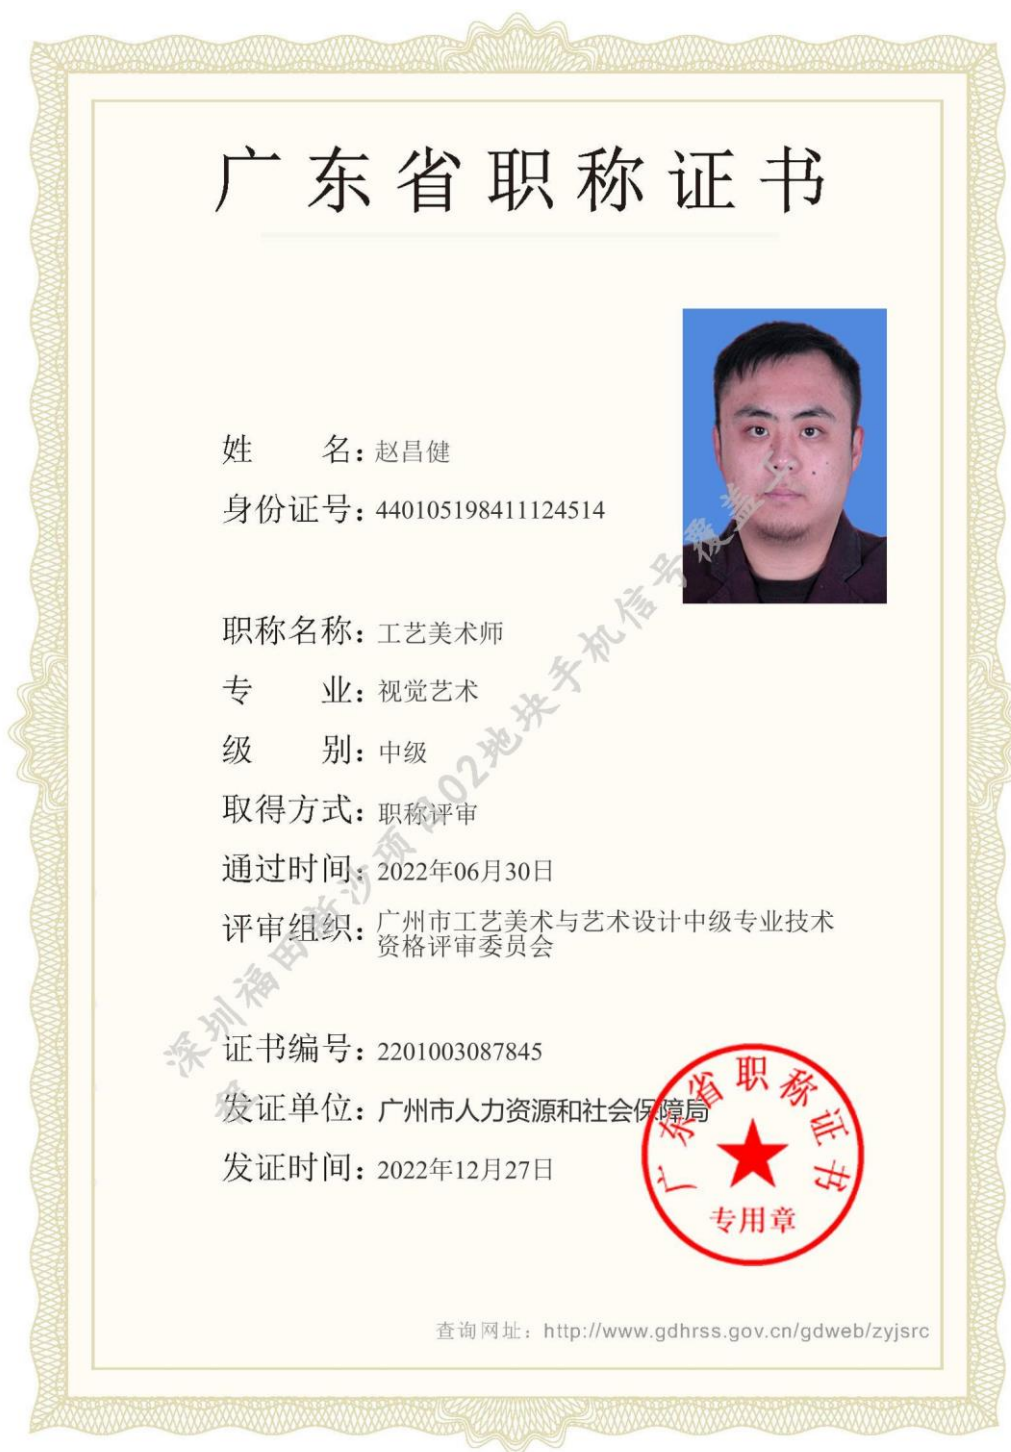 广东省职称证书
姓 名：赵昌健
身份证号：440105198411124514
职称名称：工艺美术师
专 业：视觉艺术
级 别：中级
取得方式：职称评审
通过时间：2022年06月30日
评审组织：广州市工艺美术与艺术设计中级专业技术
资格评审委员会
证书编号：2201003087845
发证单位：广州市人力资源和社会保障局
发证时间：2022年12月27日
广东省职称证书
专用章
查询网址：http://www.gdhrss.gov.cn/gdweb/zyjsrc
深圳福田新沙项目02地块手机信号覆盖工